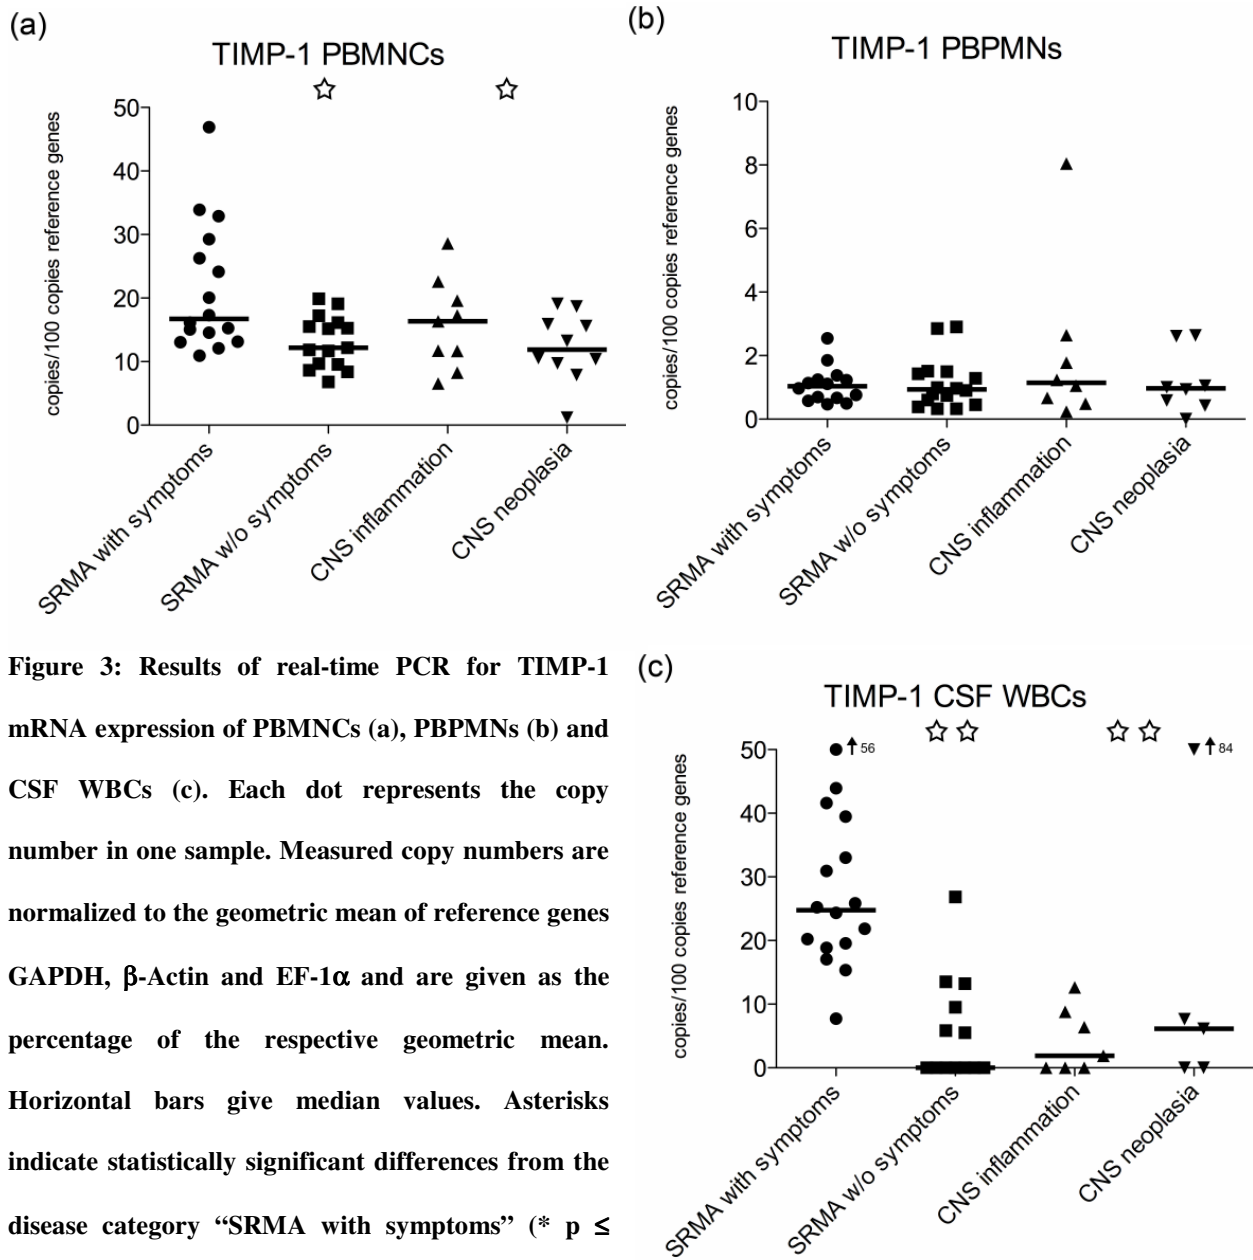 (a)
TIMP-1 PBMNCs
☆ ☆
copies/100 copies reference genes
50
40
30
20
10
0
SRMA with symptoms
SRMA w/o symptoms
CNS inflammation
CNS neoplasia
(b)
TIMP-1 PBPMNs
copies/100 copies reference genes
10
8
6
4
2
0
SRMA with symptoms
SRMA w/o symptoms
CNS inflammation
CNS neoplasia
Figure 3: Results of real-time PCR for TIMP-1
mRNA expression of PBMNCs (a), PBPMNs (b) and
CSF WBCs (c). Each dot represents the copy
number in one sample. Measured copy numbers are
normalized to the geometric mean of reference genes
GAPDH, β-Actin and EF-1α and are given as the
percentage of the respective geometric mean.
Horizontal bars give median values. Asterisks
indicate statistically significant differences from the
disease category “SRMA with symptoms” (* p ≤
(c)
TIMP-1 CSF WBCs
☆☆ ☆☆
copies/100 copies reference genes
50
40
30
20
10
0
56
84
SRMA with symptoms
SRMA w/o symptoms
CNS inflammation
CNS neoplasia